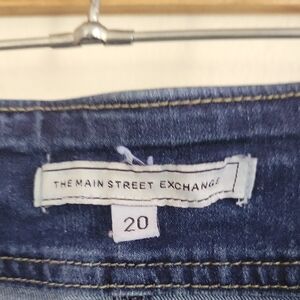 THE MAIN STREET EXCHANGE
20